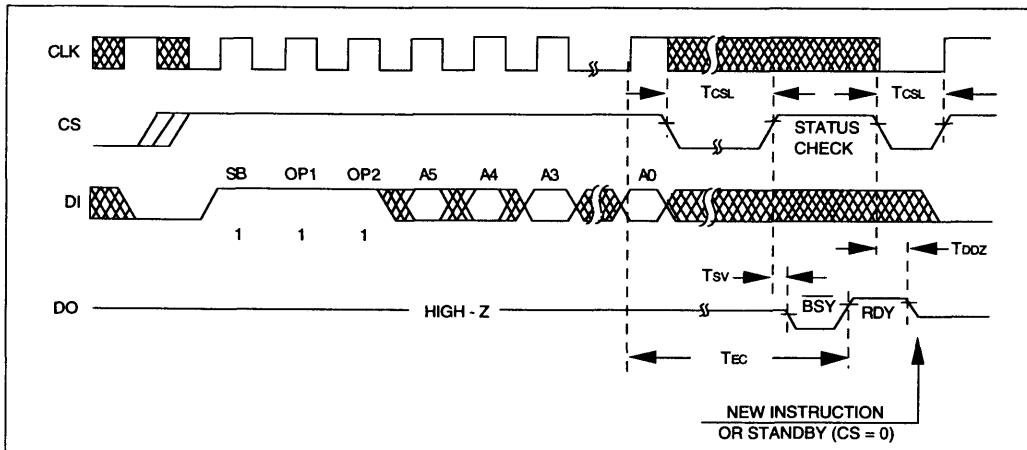 CLK
TCSL TCSL
CS
STATUS
CHECK
SB OP1 OP2 A5 A4 A3 A0
DI
1 1 1
TDDZ
TSV
BSY
RDY
DO
HIGH - Z
TEC
NEW INSTRUCTION
OR STANDBY (CS = 0)